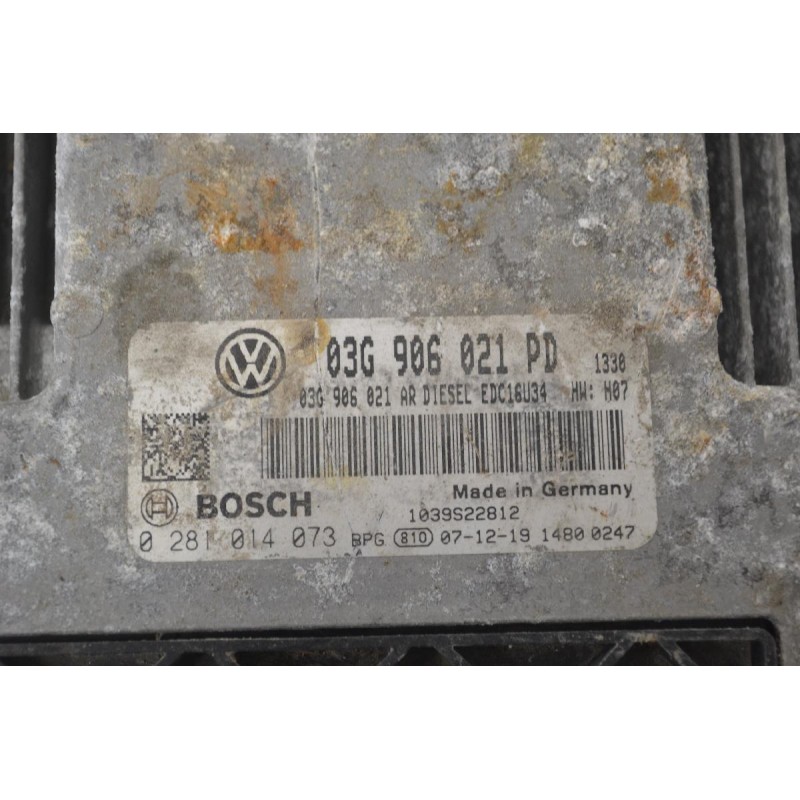 03G 906 021 PD 1330
03G 906 021 AR DIESEL EDC16U34 HW: H07
BOSCH
Made in Germany
1039S22812
0 281 014 073 BPG 810 07-12-19 1480 0247